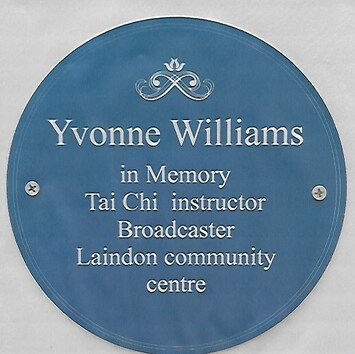 Yvonne Williams
in Memory
Tai Chi instructor
Broadcaster
Laindon community
centre